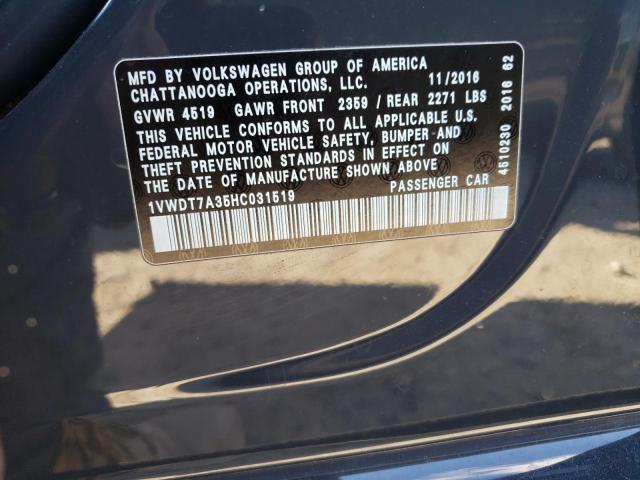 MFD BY VOLKSWAGEN GROUP OF AMERICA
CHATTANOOGA OPERATIONS, LLC. 11/2016
GVWR 4519 GAWR FRONT 2359 / REAR 2271 LBS
THIS VEHICLE CONFORMS TO ALL APPLICABLE U.S.
FEDERAL MOTOR VEHICLE SAFETY, BUMPER AND
THEFT PREVENTION STANDARDS IN EFFECT ON
THE DATE OF MANUFACTURE SHOWN ABOVE
1VWDT7A35HC031519 PASSENGER CAR
4510290 2016 62